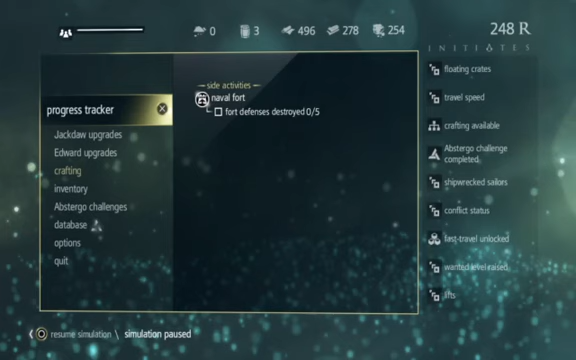 0 3 496 278 254 248 R
INITIATES
side activities
naval fort
fort defenses destroyed 0/5
progress tracker
Jackdaw upgrades
Edward upgrades
crafting
inventory
Abstergo challenges
database
options
quit
floating crates
travel speed
crafting available
Abstergo challenge
completed
shipwrecked sailors
conflict status
fast-travel unlocked
wanted level raised
resume simulation \ simulation paused